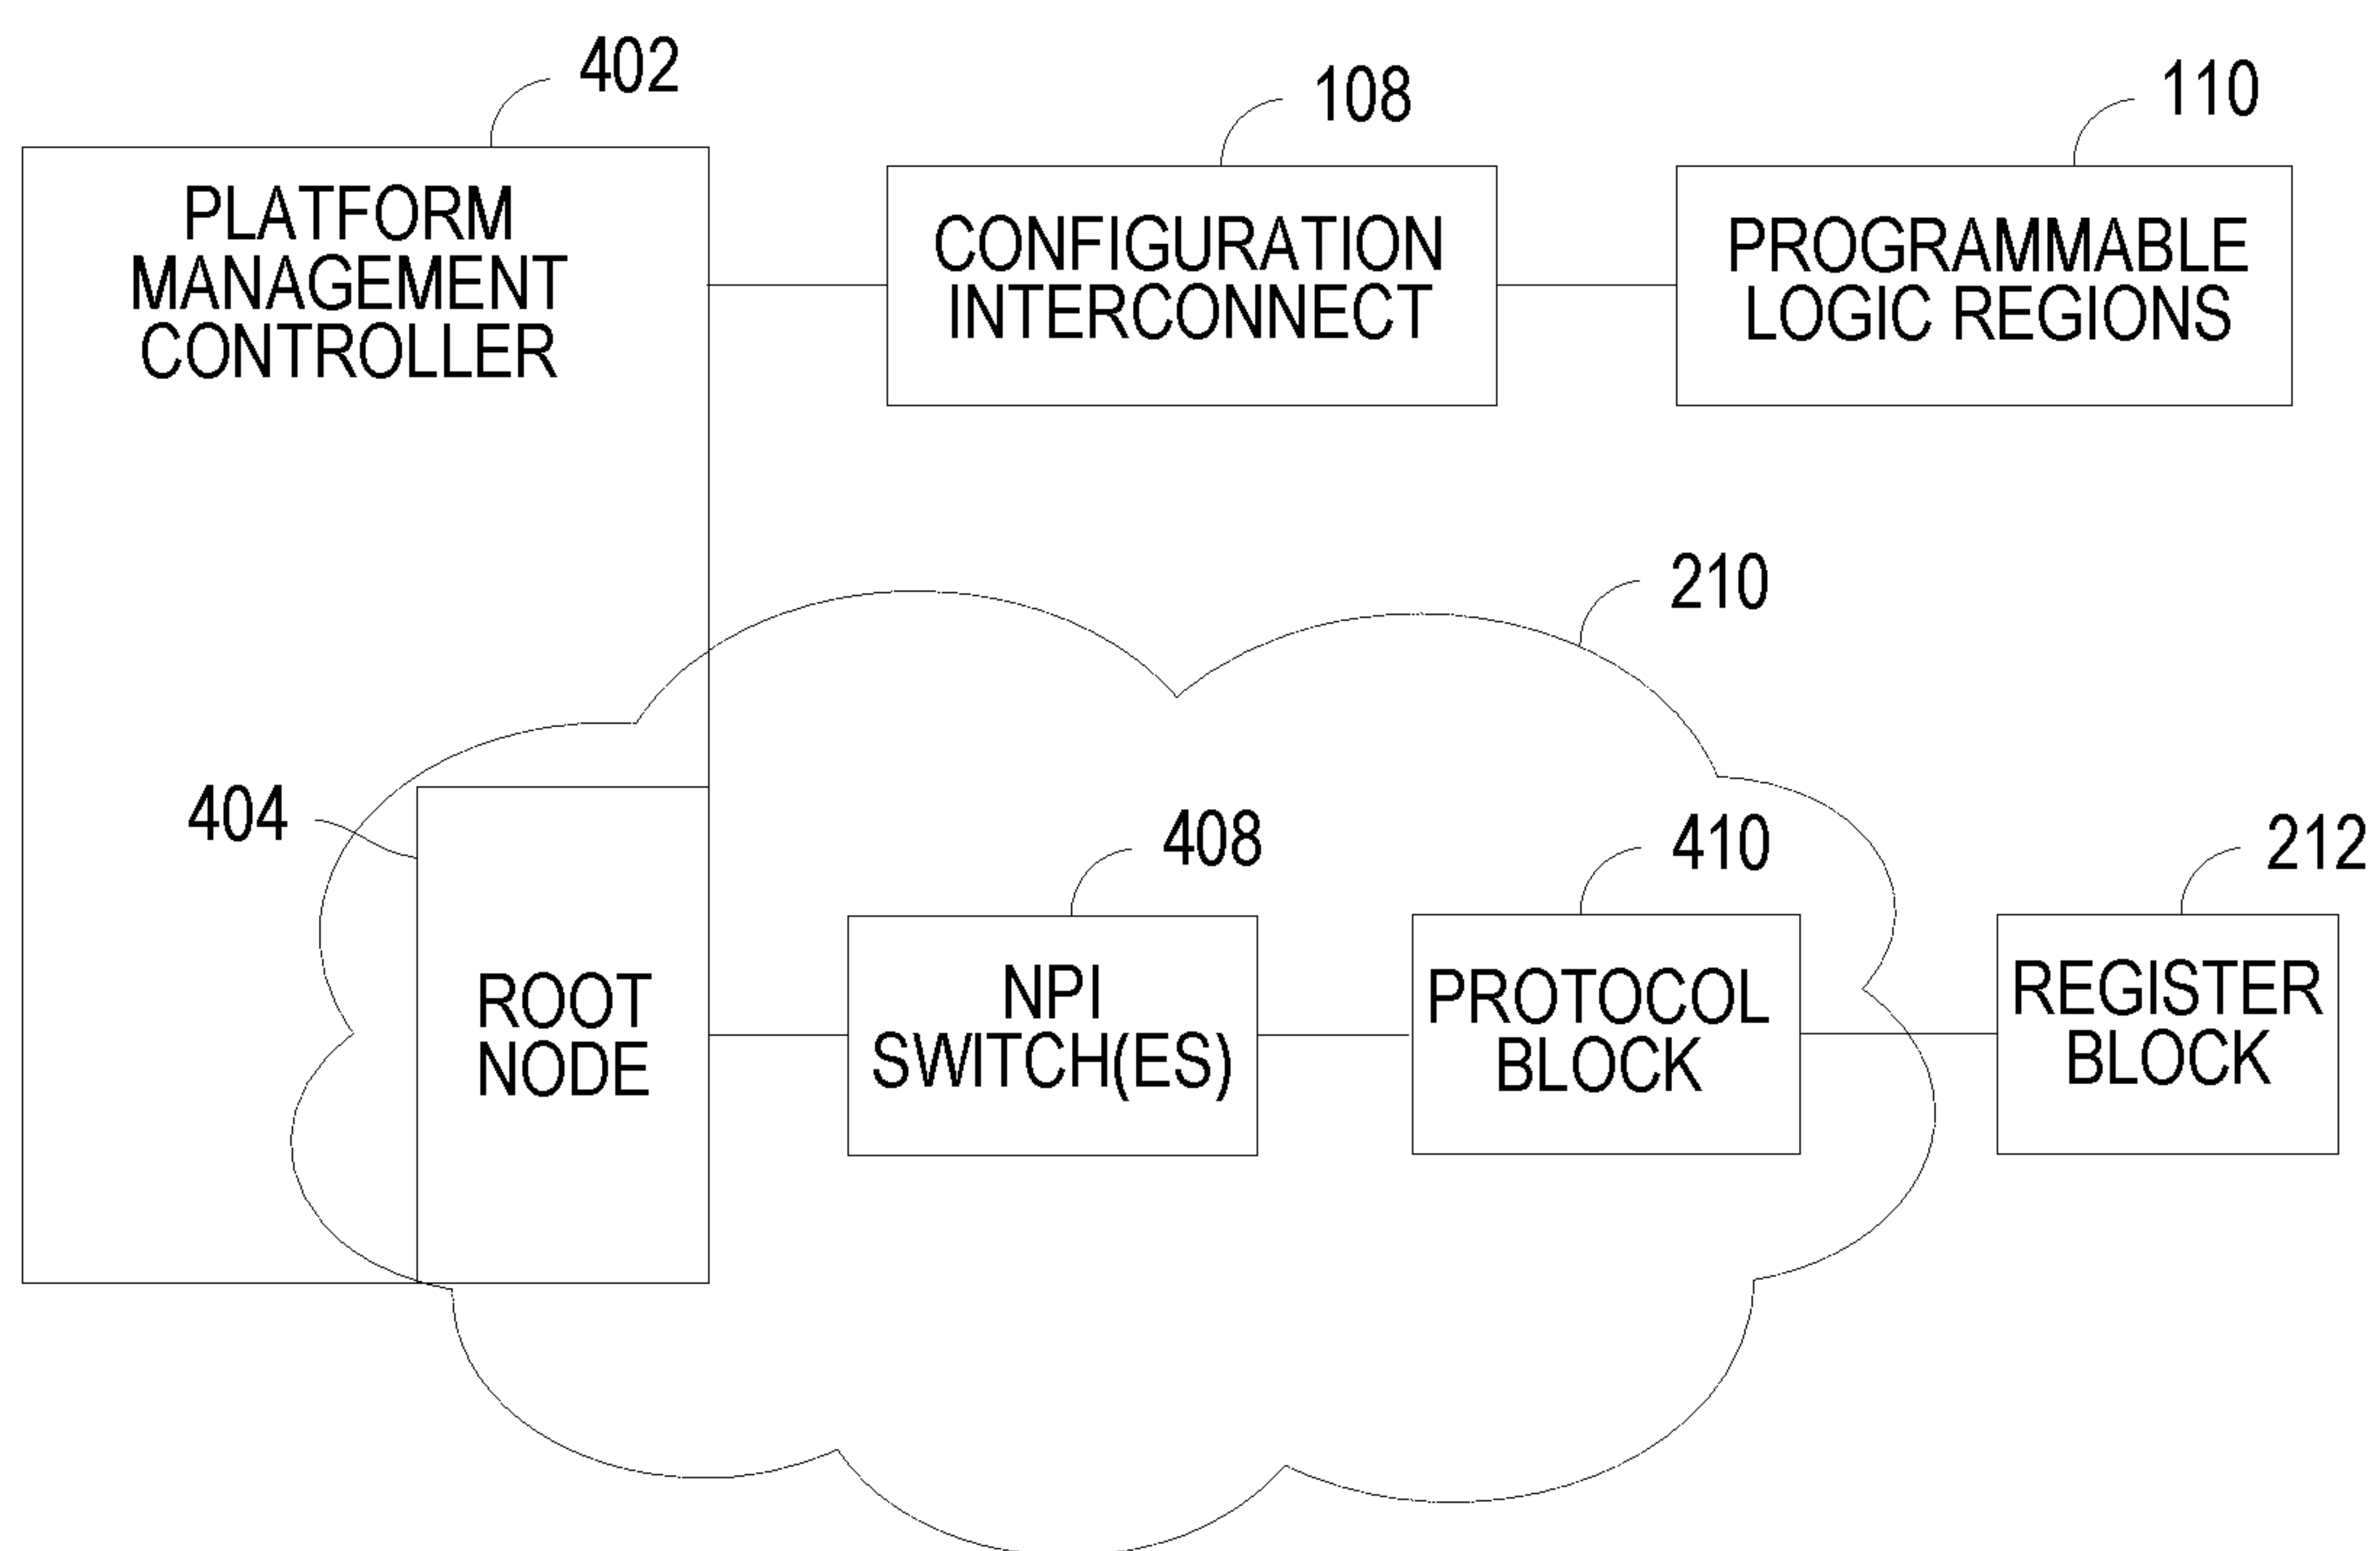 402
108
110
PLATFORM
MANAGEMENT
CONTROLLER
CONFIGURATION
INTERCONNECT
PROGRAMMABLE
LOGIC REGIONS
210
404
408
410
212
ROOT
NODE
NPI
SWITCH(ES)
PROTOCOL
BLOCK
REGISTER
BLOCK